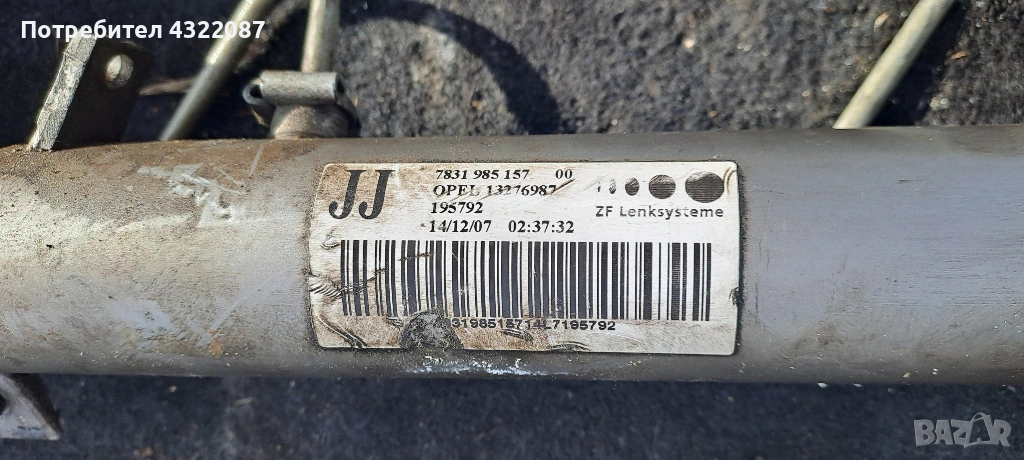 Потребител 4322087
JJ
7831 985 157 00
OPEL 13276987
195792
14/12/07 02:37:32
ZF Lenksysteme
3198515714L7195792
BAZAR